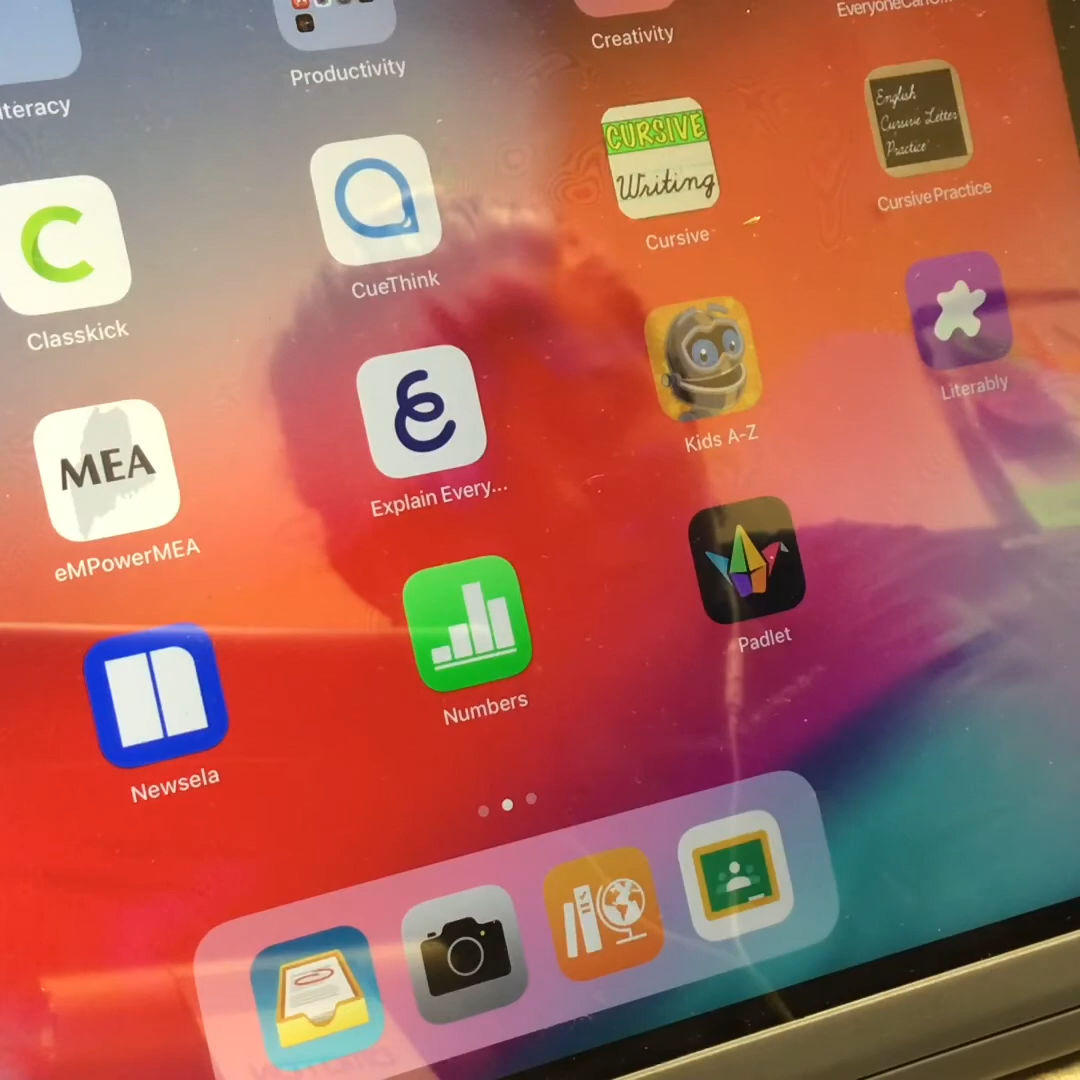 Productivity
Creativity
EveryoneCanC...
iteracy
CURSIVE
Writing
English
Cursive Letter
Practice
Classkick
CueThink
Cursive
Cursive Practice
MEA
eMPowerMEA
Explain Every...
Kids A-Z
Literably
Newsela
Numbers
Padlet